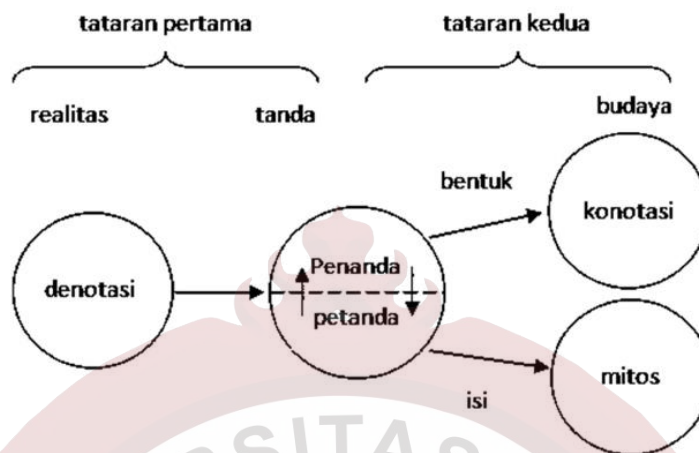 tataran pertama
tataran kedua
realitas
tanda
budaya
bentuk
konotasi
denotasi
Penanda
petanda
mitos
isi